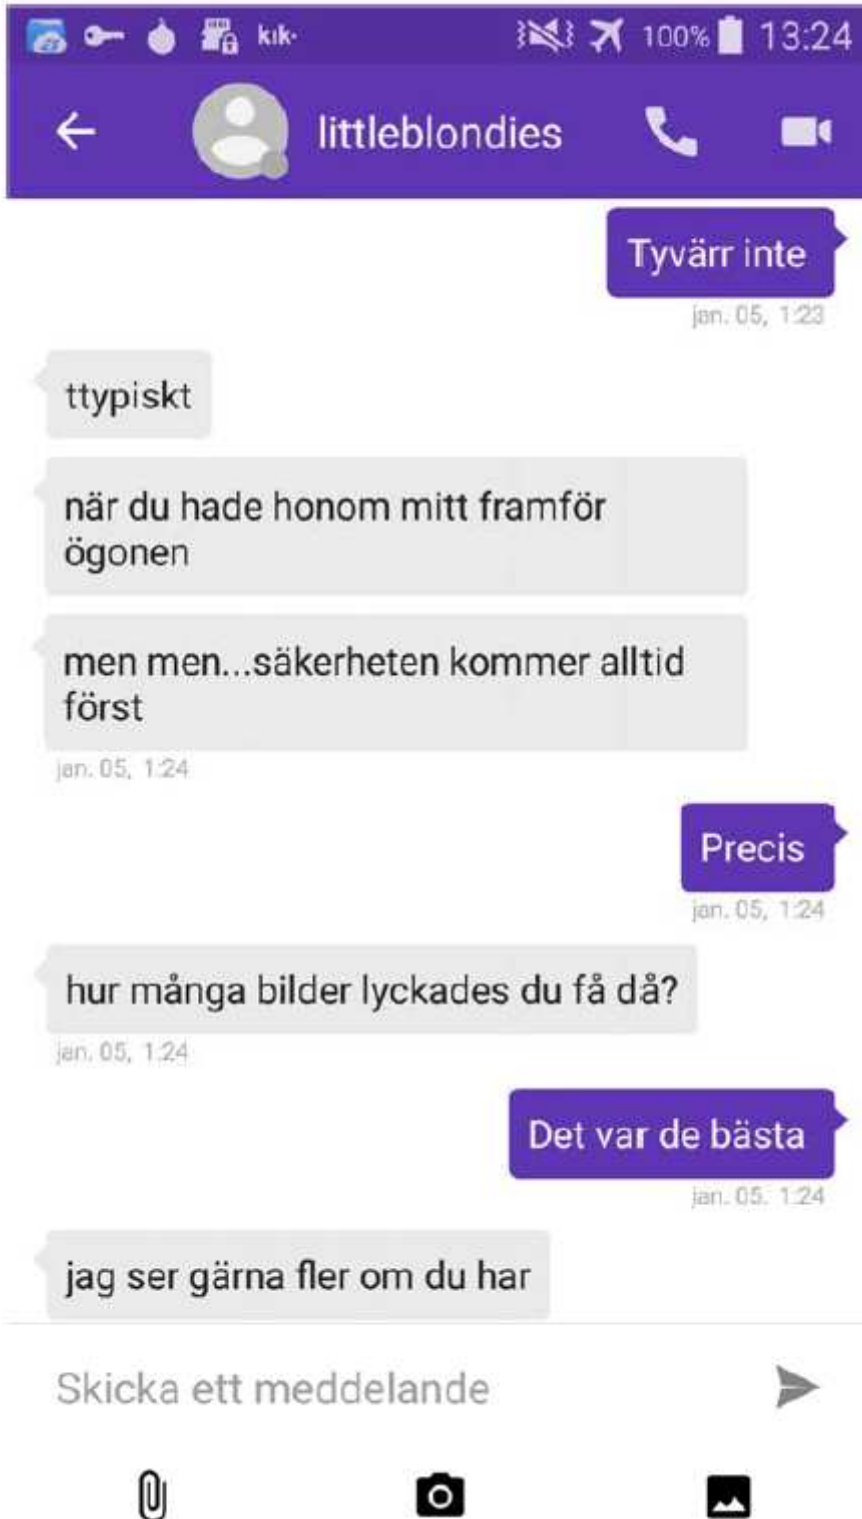 kik·
100%
13:24
littleblondies
Tyvärr inte
jan. 05, 1:23
ttypiskt
när du hade honom mitt framför
ögonen
men men...säkerheten kommer alltid
först
jan. 05, 1:24
Precis
jan. 05, 1:24
hur många bilder lyckades du få då?
jan. 05, 1:24
Det var de bästa
jan. 05. 1:24
jag ser gärna fler om du har
Skicka ett meddelande